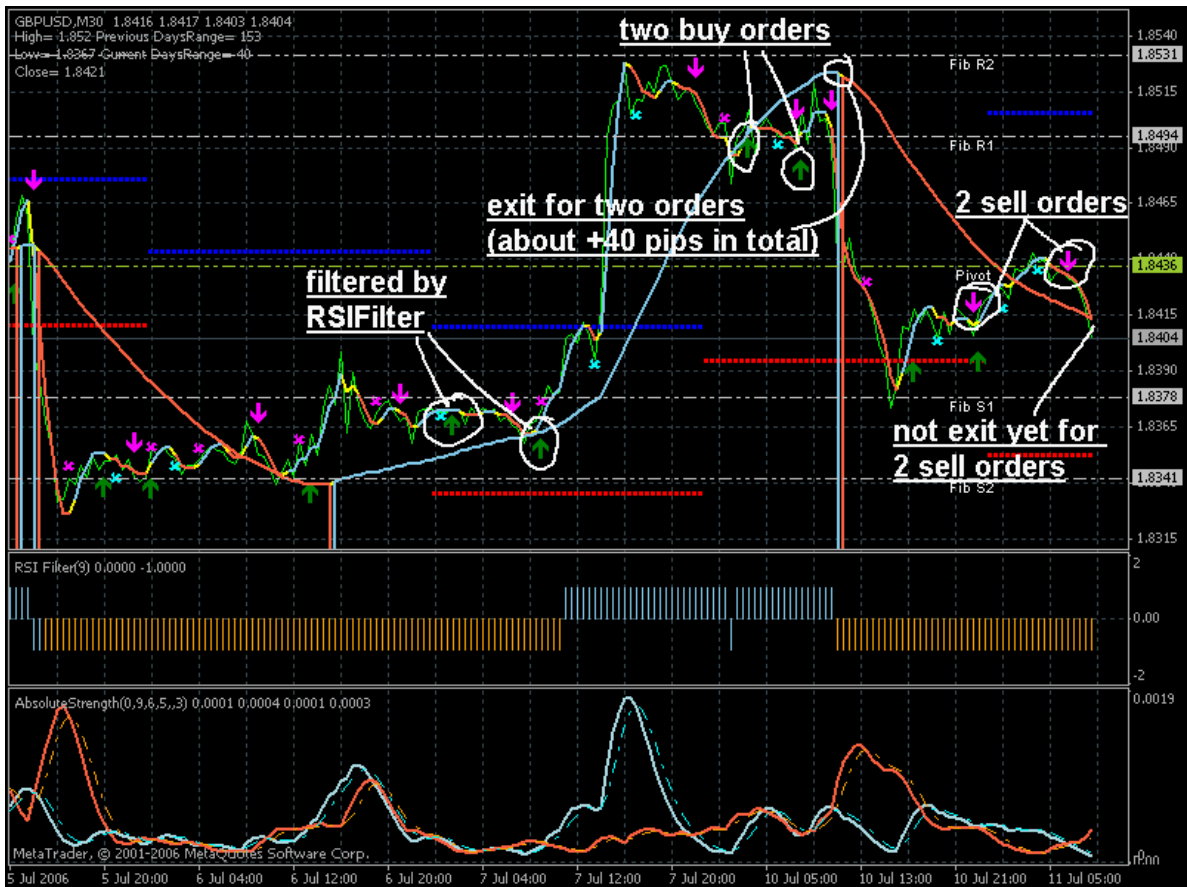 GBPUSD,M30 1.8416 1.8417 1.8403 1.8404
High= 1.852 Previous DaysRange= 153
Low= 1.8367 Current DaysRange= 40
Close= 1.8421
two buy orders
Fib R2
Fib R1
exit for two orders
(about +40 pips in total)
2 sell orders
filtered by
RSIFilter
Pivot
Fib S1
not exit yet for
2 sell orders
Fib S2
1.8540
1.8531
1.8515
1.8494
1.8490
1.8465
1.8436
1.8415
1.8404
1.8390
1.8378
1.8365
1.8341
1.8315
RSI Filter(9) 0.0000 -1.0000
2
0.00
-2
AbsoluteStrength(0,9,6,5,,3) 0.0001 0.0004 0.0001 0.0003
0.0019
MetaTrader, © 2001-2006 MetaQuotes Software Corp.
5 Jul 2006 5 Jul 20:00 6 Jul 04:00 6 Jul 12:00 6 Jul 20:00 7 Jul 04:00 7 Jul 12:00 7 Jul 20:00 10 Jul 05:00 10 Jul 13:00 10 Jul 21:00 11 Jul 05:00